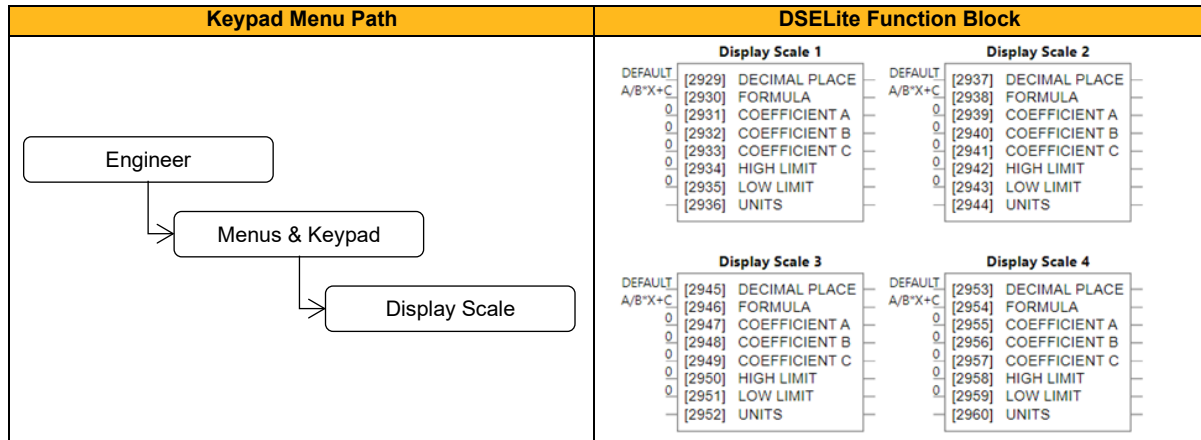 Keypad Menu Path
DSELite Function Block
Engineer
Menus & Keypad
Display Scale
Display Scale 1
DEFAULT [2929] DECIMAL PLACE
A/B*X+C [2930] FORMULA
0 [2931] COEFFICIENT A
0 [2932] COEFFICIENT B
0 [2933] COEFFICIENT C
0 [2934] HIGH LIMIT
0 [2935] LOW LIMIT
[2936] UNITS
Display Scale 2
DEFAULT [2937] DECIMAL PLACE
A/B*X+C [2938] FORMULA
0 [2939] COEFFICIENT A
0 [2940] COEFFICIENT B
0 [2941] COEFFICIENT C
0 [2942] HIGH LIMIT
0 [2943] LOW LIMIT
[2944] UNITS
Display Scale 3
DEFAULT [2945] DECIMAL PLACE
A/B*X+C [2946] FORMULA
0 [2947] COEFFICIENT A
0 [2948] COEFFICIENT B
0 [2949] COEFFICIENT C
0 [2950] HIGH LIMIT
0 [2951] LOW LIMIT
[2952] UNITS
Display Scale 4
DEFAULT [2953] DECIMAL PLACE
A/B*X+C [2954] FORMULA
0 [2955] COEFFICIENT A
0 [2956] COEFFICIENT B
0 [2957] COEFFICIENT C
0 [2958] HIGH LIMIT
0 [2959] LOW LIMIT
[2960] UNITS